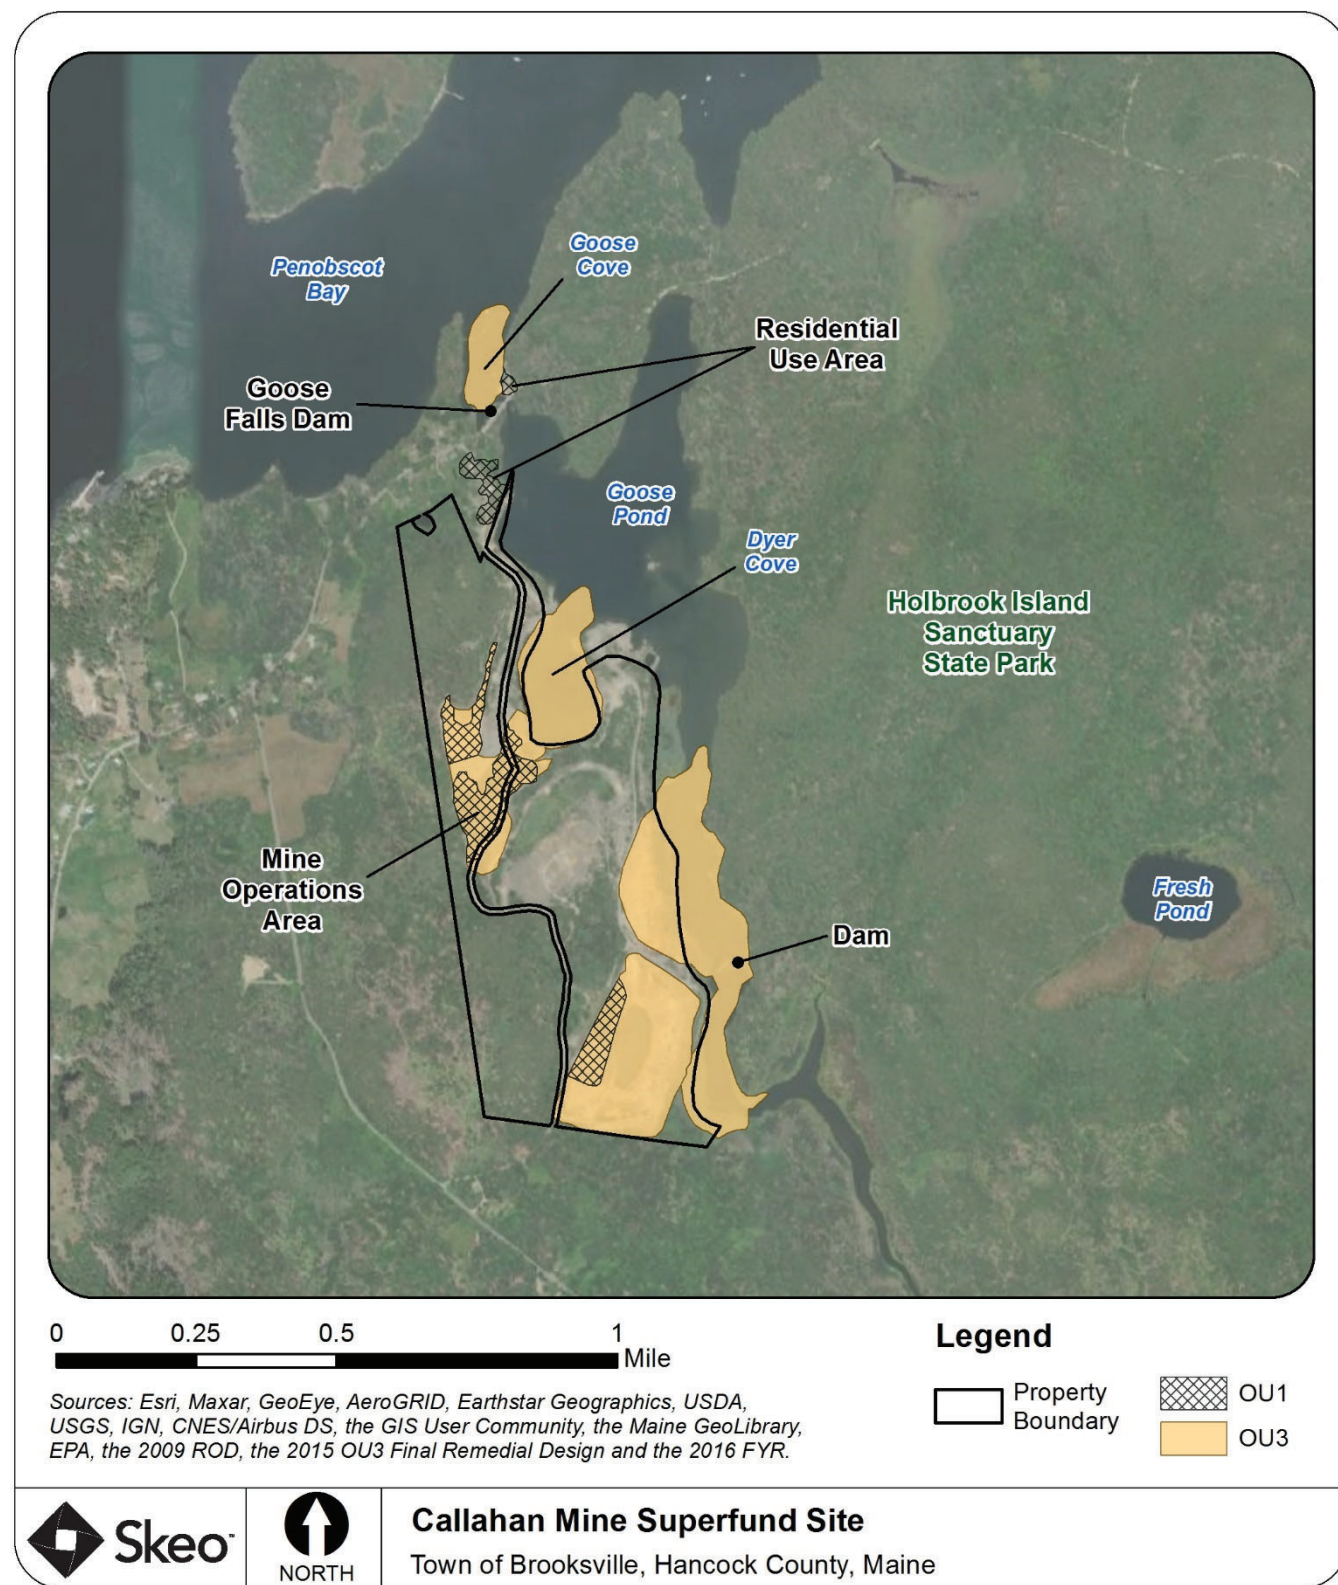 Goose
Cove
Penobscot
Bay
Residential
Use Area
Goose
Falls Dam
Goose
Pond
Dyer
Cove
Holbrook Island
Sanctuary
State Park
Mine
Operations
Area
Fresh
Pond
Dam
0 0.25 0.5 1
Mile
Sources: Esri, Maxar, GeoEye, AeroGRID, Earthstar Geographics, USDA,
USGS, IGN, CNES/Airbus DS, the GIS User Community, the Maine GeoLibrary,
EPA, the 2009 ROD, the 2015 OU3 Final Remedial Design and the 2016 FYR.
Legend
Property
Boundary
OU1
OU3
Skeo™
NORTH
Callahan Mine Superfund Site
Town of Brooksville, Hancock County, Maine